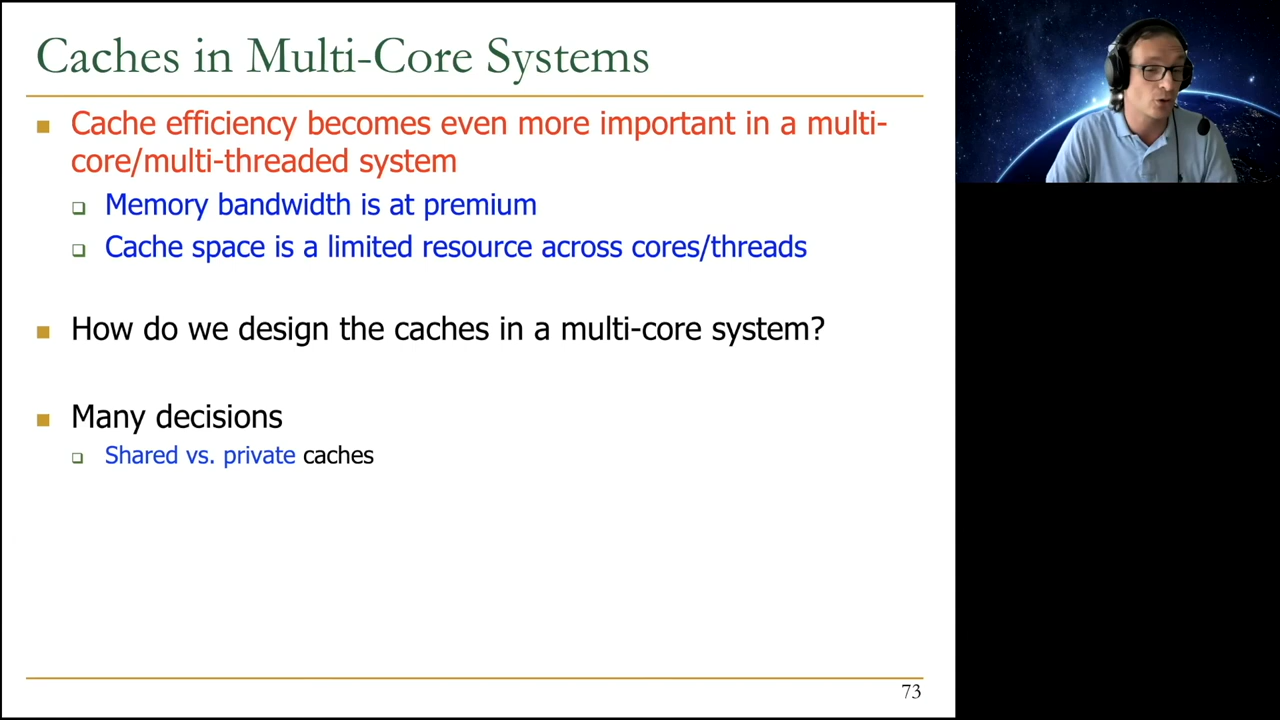 Caches in Multi-Core Systems
Cache efficiency becomes even more important in a multi-
core/multi-threaded system
Memory bandwidth is at premium
Cache space is a limited resource across cores/threads
How do we design the caches in a multi-core system?
Many decisions
Shared vs. private caches
73